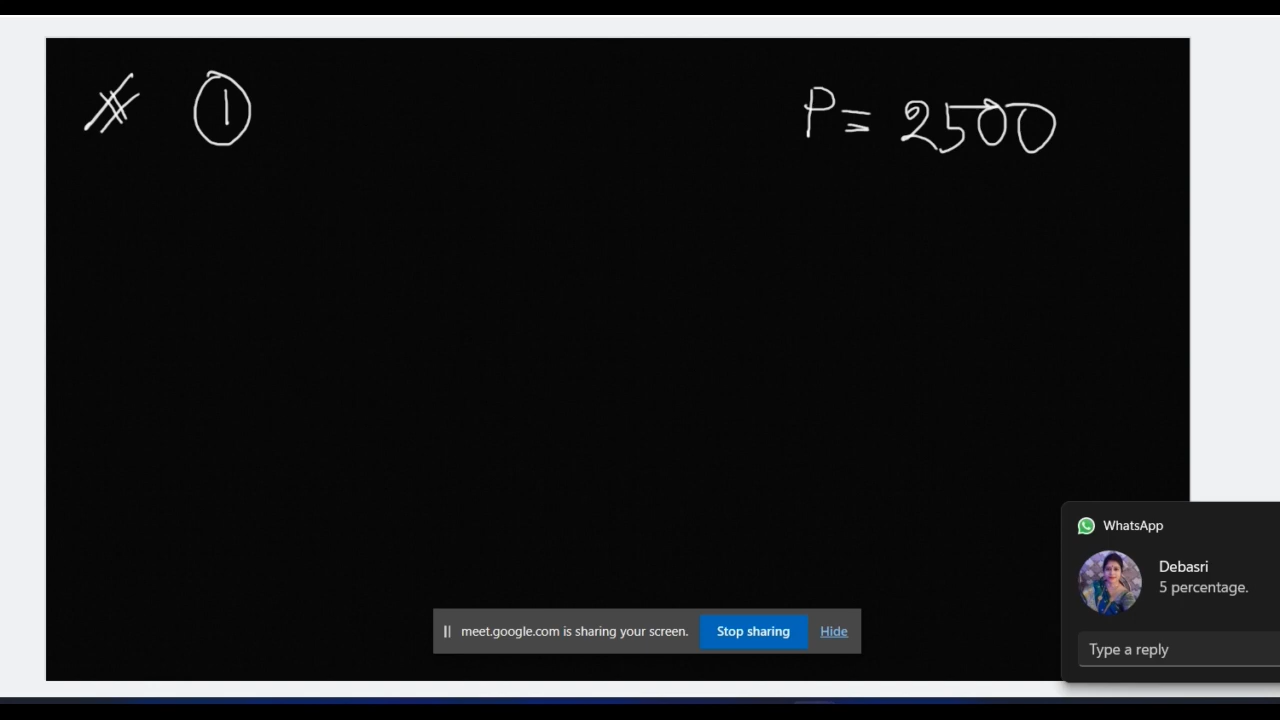 ① P = 2500
WhatsApp
Debasri
5 percentage.
meet.google.com is sharing your screen. Stop sharing Hide
Type a reply